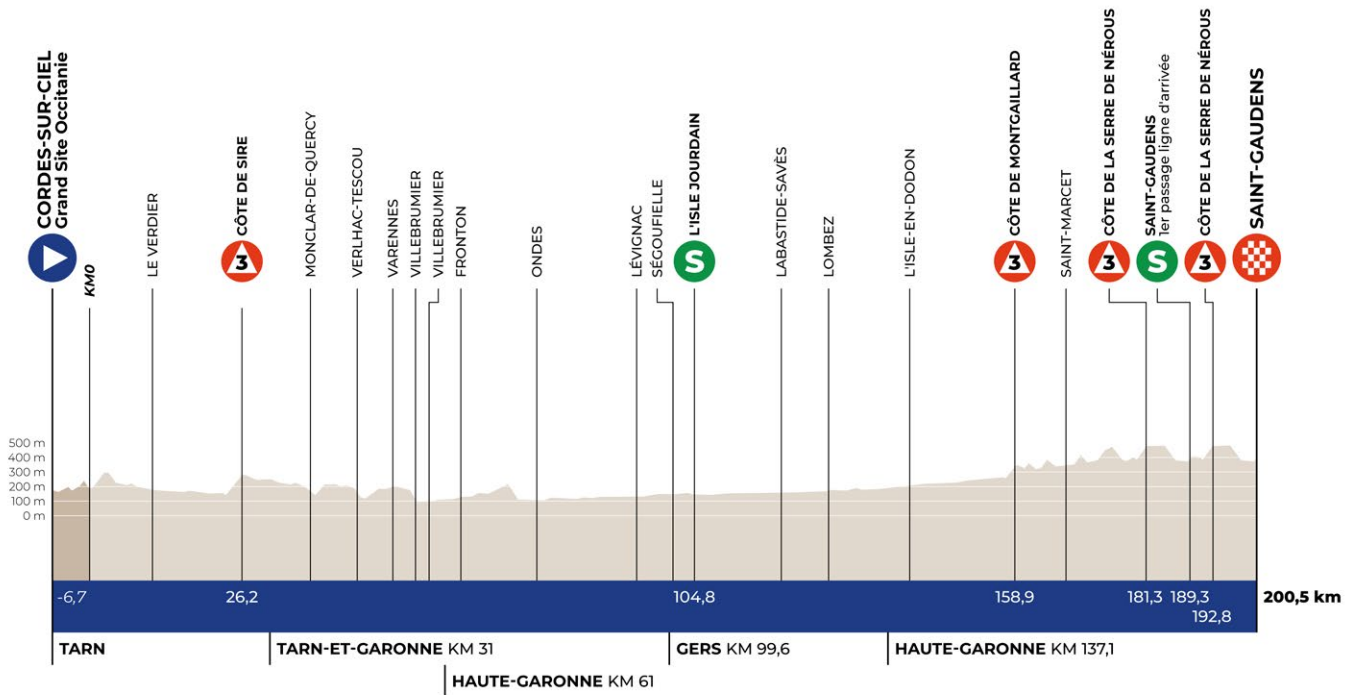 CORDES-SUR-CIEL
Grand Site Occitanie
KM0
LE VERDIER
CÔTE DE SIRE
3
MONCLAR-DE-QUERCY
VERLHAC-TESCOU
VARENNES
VILLEBRUMIER
VILLEBRUMIER
FRONTON
ONDES
LÉVIGNAC
SÉGOUFIELLE
L'ISLE JOURDAIN
S
LABASTIDE-SAVÈS
LOMBEZ
L'ISLE-EN-DODON
CÔTE DE MONTGAILLARD
3
SAINT-MARCET
CÔTE DE LA SERRE DE NÉROUS
3
SAINT-GAUDENS
1er passage ligne d'arrivée
S
CÔTE DE LA SERRE DE NÉROUS
3
SAINT-GAUDENS
500 m
400 m
300 m
200 m
100 m
0 m
-6,7
26,2
104,8
158,9
181,3
189,3
192,8
200,5 km
TARN
TARN-ET-GARONNE KM 31
HAUTE-GARONNE KM 61
GERS KM 99,6
HAUTE-GARONNE KM 137,1